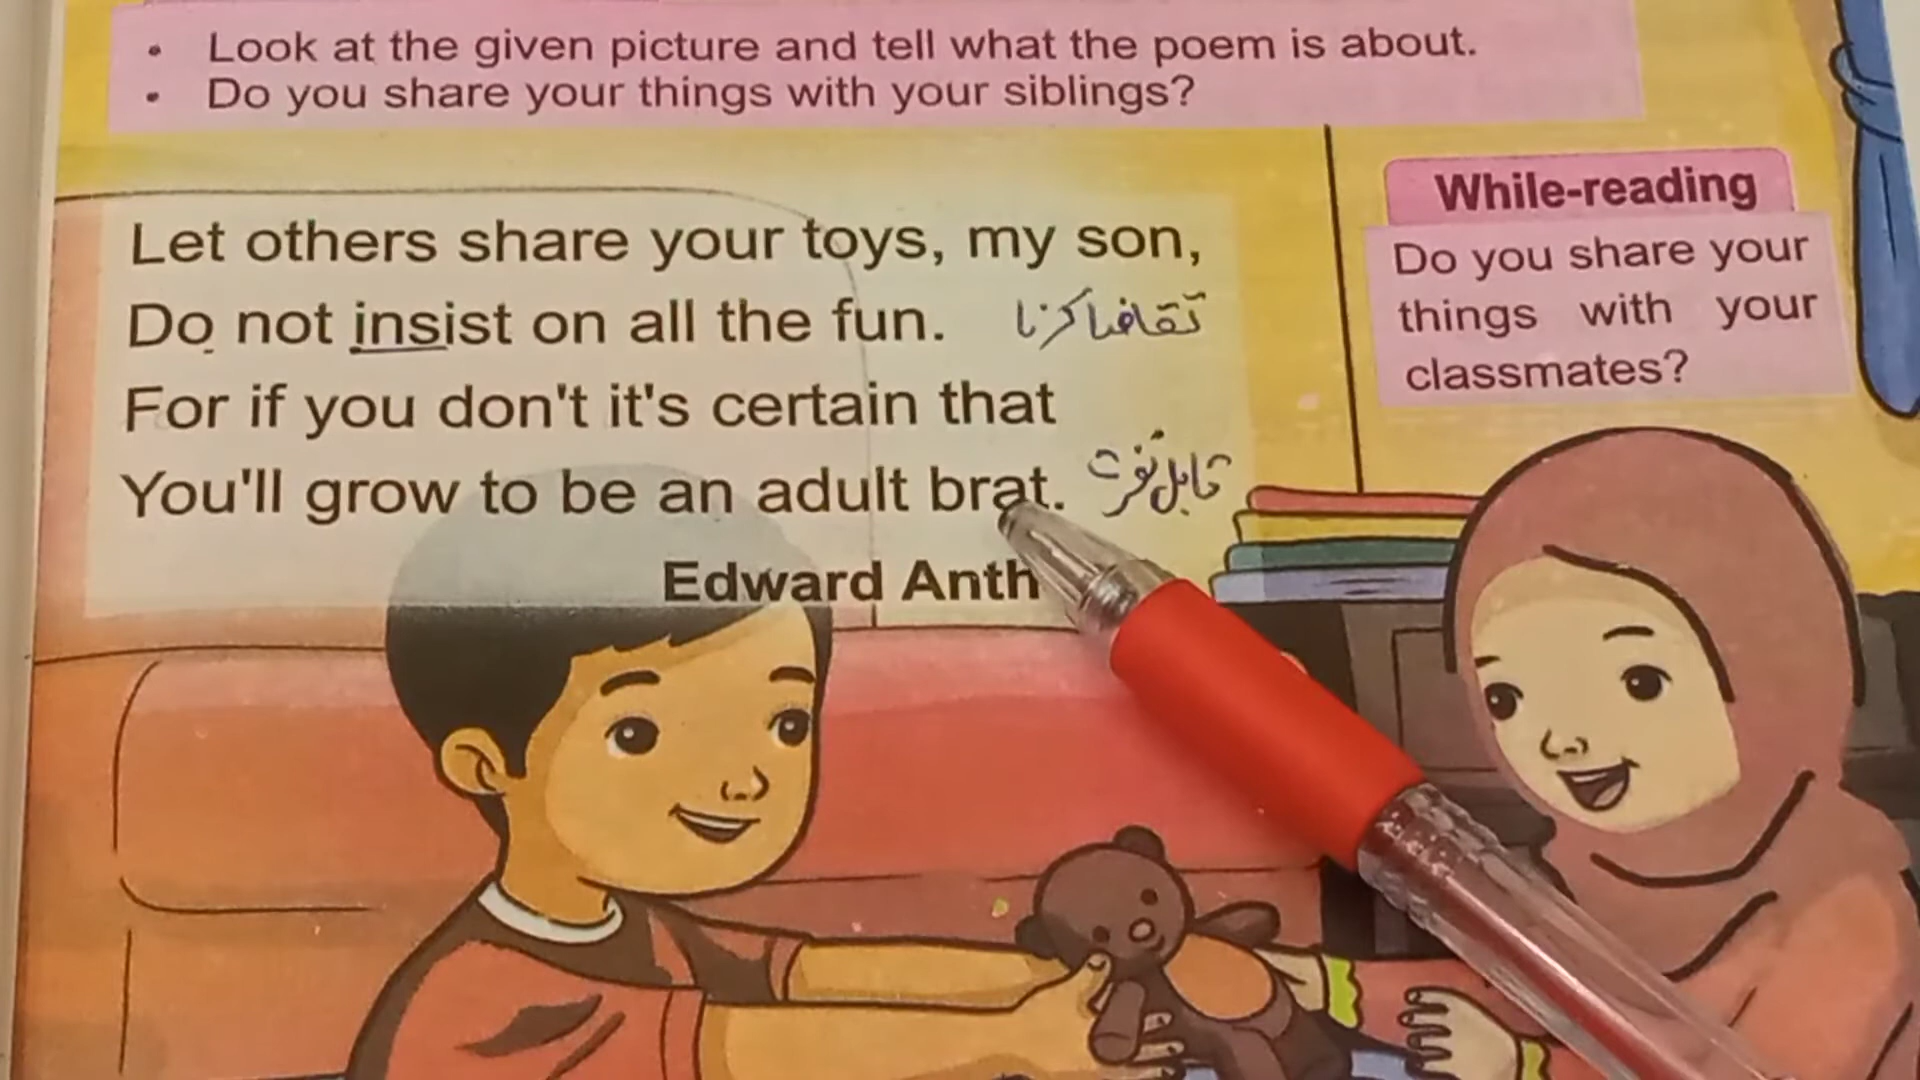 • Look at the given picture and tell what the poem is about.
• Do you share your things with your siblings?
Let others share your toys, my son,
Do not insist on all the fun. تقاضا کرنا
For if you don't it's certain that
You'll grow to be an adult brat. قابل نفرت
Edward Anth
While-reading
Do you share your
things with your
classmates?